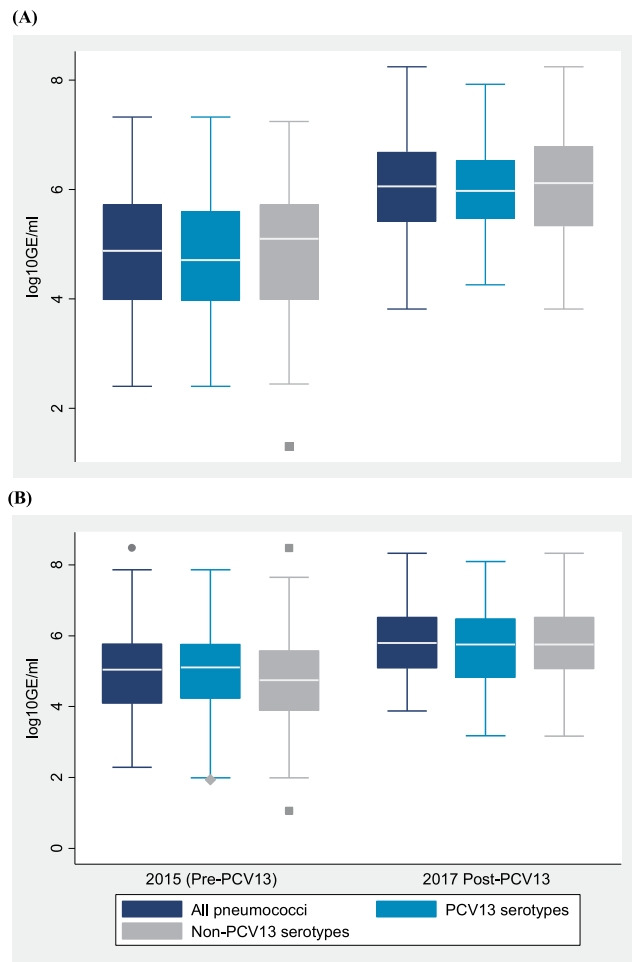 (A)
8
6
4
2
log10GE/ml
(B)
8
6
4
2
0
log10GE/ml
2015 (Pre-PCV13) 2017 Post-PCV13
All pneumococci PCV13 serotypes
Non-PCV13 serotypes